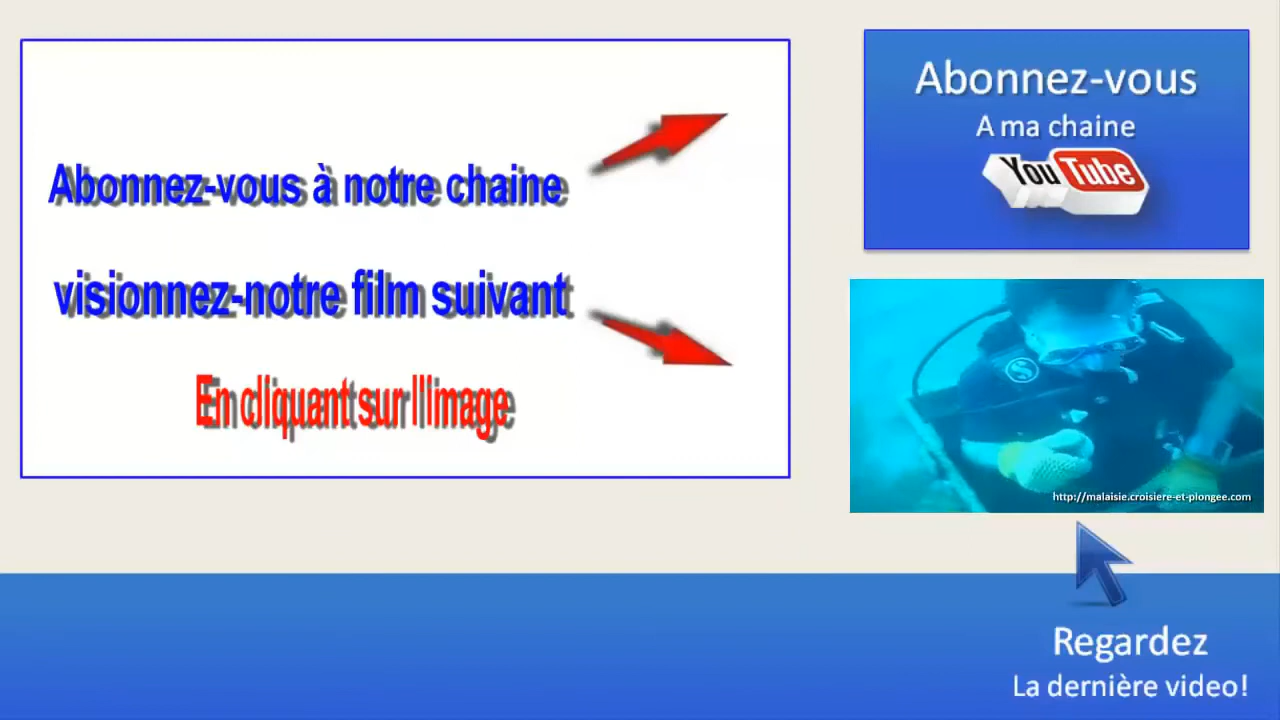 Abonnez-vous à notre chaine
visionnez-notre film suivant
En cliquant sur l'image
Abonnez-vous
A ma chaine
YouTube
http://malaisie.croisiere-et-plongee.com
Regardez
La dernière video!